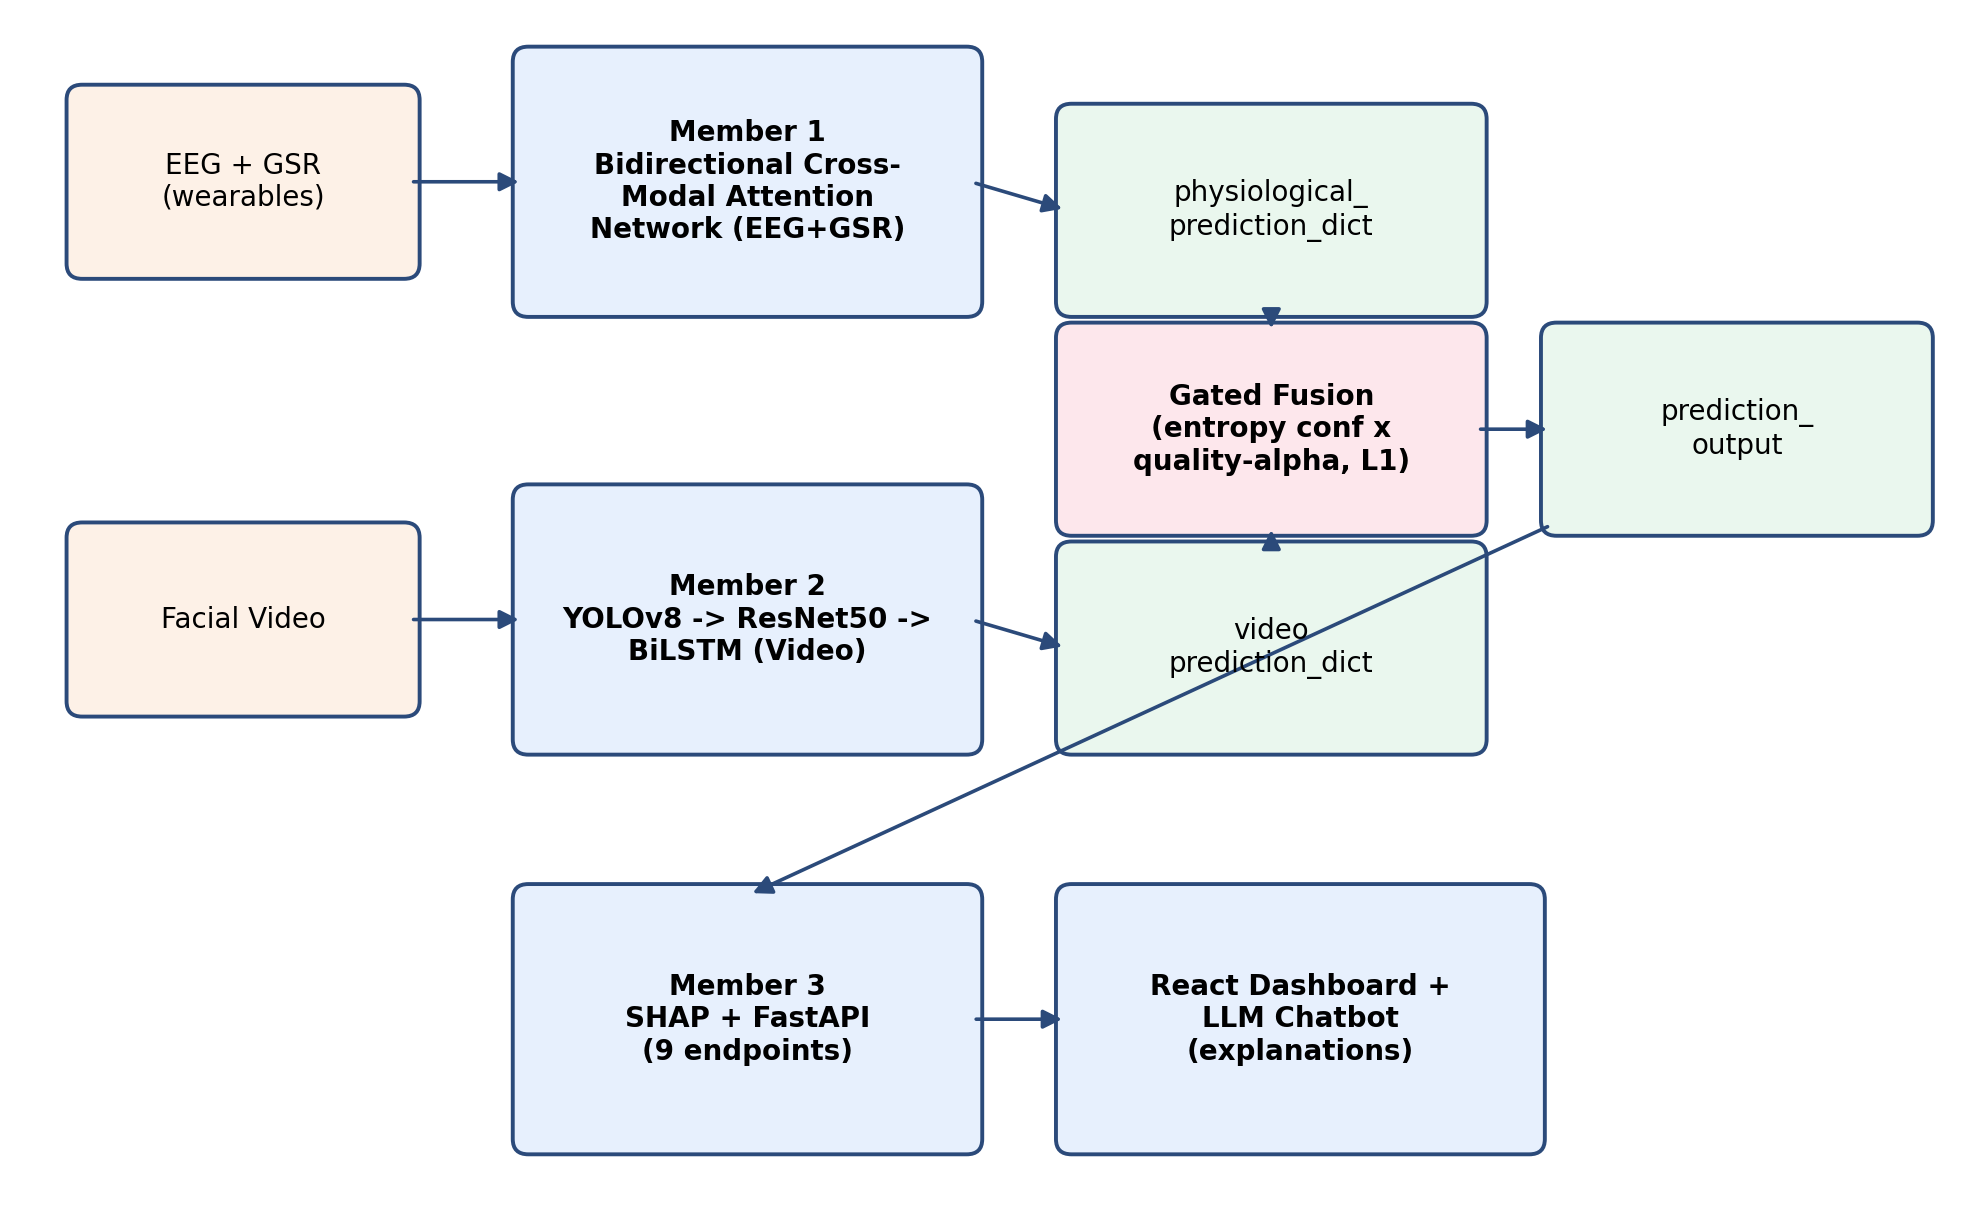 EEG + GSR
(wearables)
Member 1
Bidirectional Cross-
Modal Attention
Network (EEG+GSR)
physiological_
prediction_dict
Gated Fusion
(entropy conf x
quality-alpha, L1)
prediction_
output
Facial Video
Member 2
YOLOv8 -> ResNet50 ->
BiLSTM (Video)
video
prediction_dict
Member 3
SHAP + FastAPI
(9 endpoints)
React Dashboard +
LLM Chatbot
(explanations)